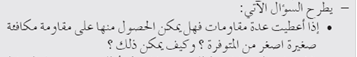 – يطرح السؤال الآتي:
• إذا أعطيت عدة مقاومات فهل يمكن الحصول منها على مقاومة مكافئة
صغيرة اصغر من المتوفرة ؟ وكيف يمكن ذلك ؟